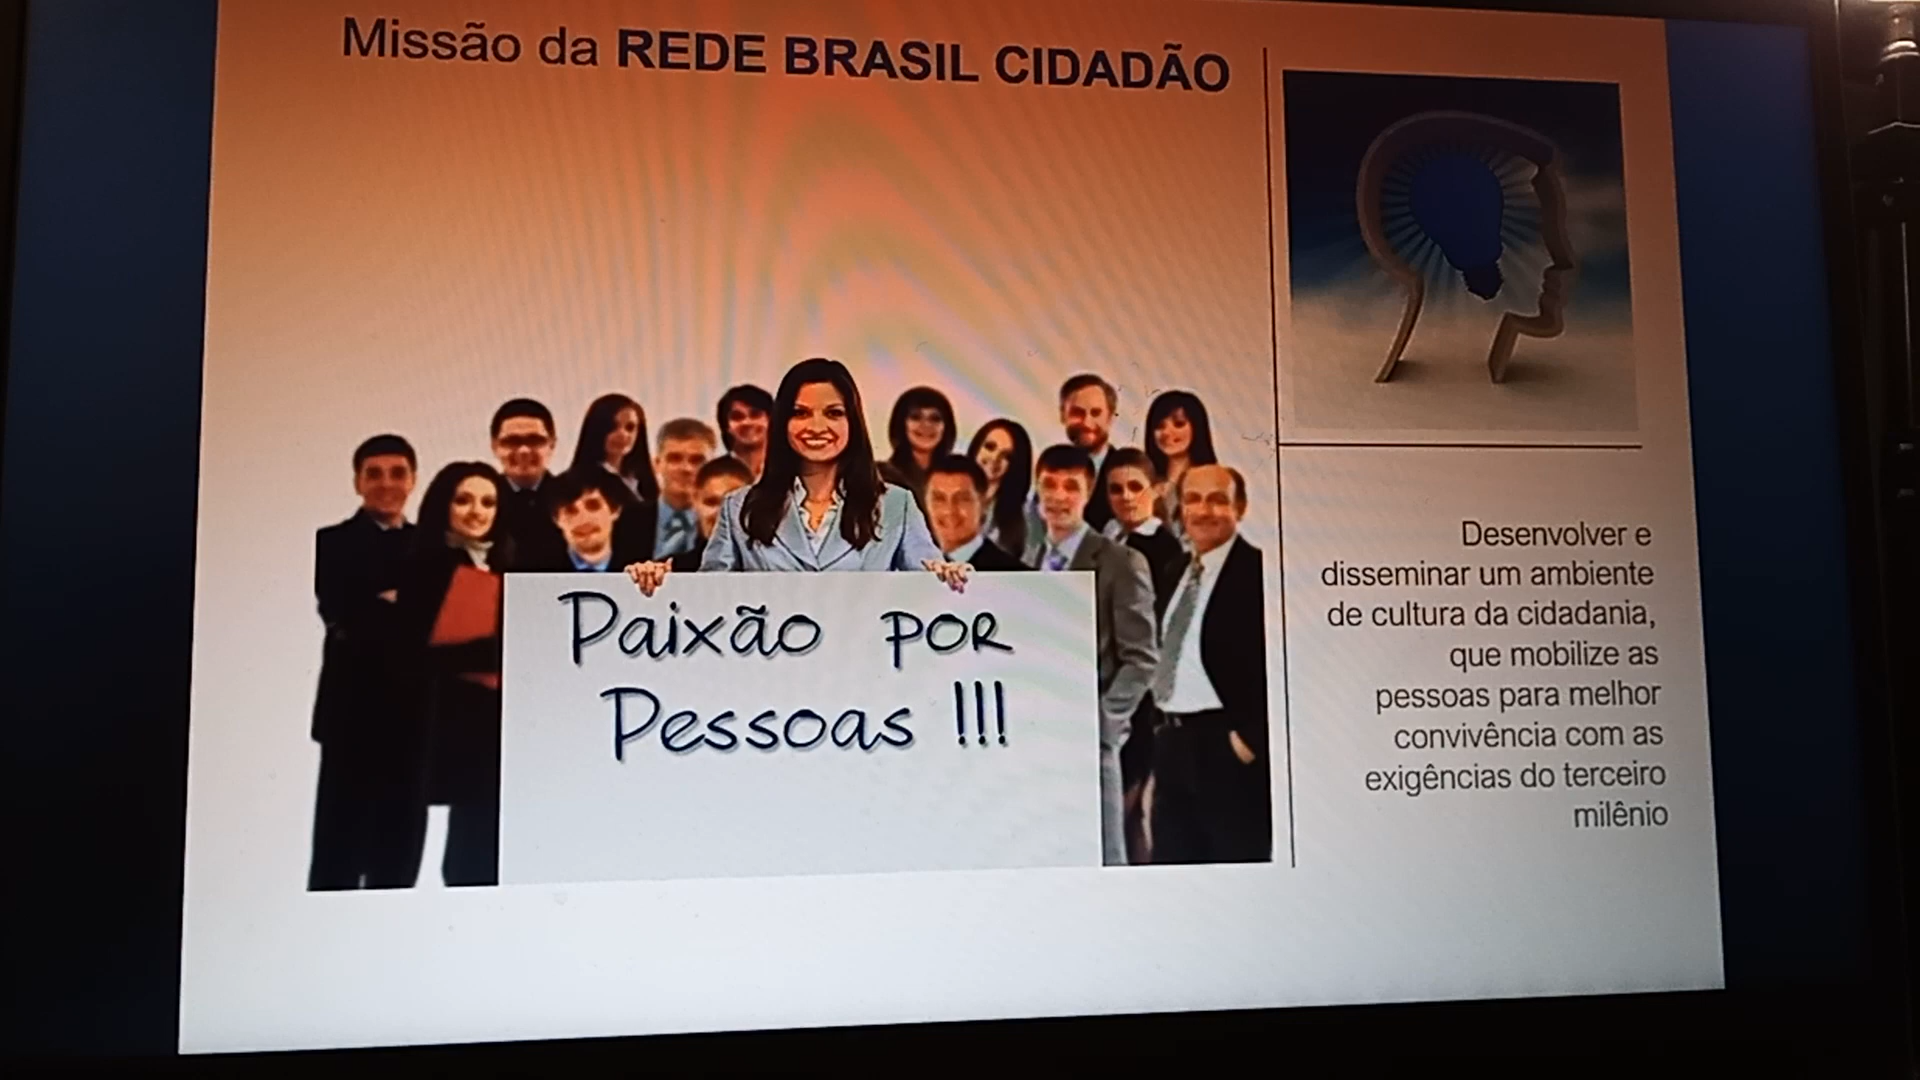 Missão da REDE BRASIL CIDADÃO
Paixão POR
Pessoas !!!
Desenvolver e
disseminar um ambiente
de cultura da cidadania,
que mobilize as
pessoas para melhor
convivência com as
exigências do terceiro
milênio